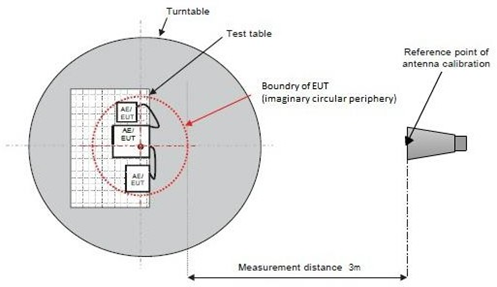 Turntable
Test table
Reference point of
antenna calibration
Boundry of EUT
(imaginary circular periphery)
AE/
EUT
AE/
EUT
AE/
EUT
Measurement distance 3m